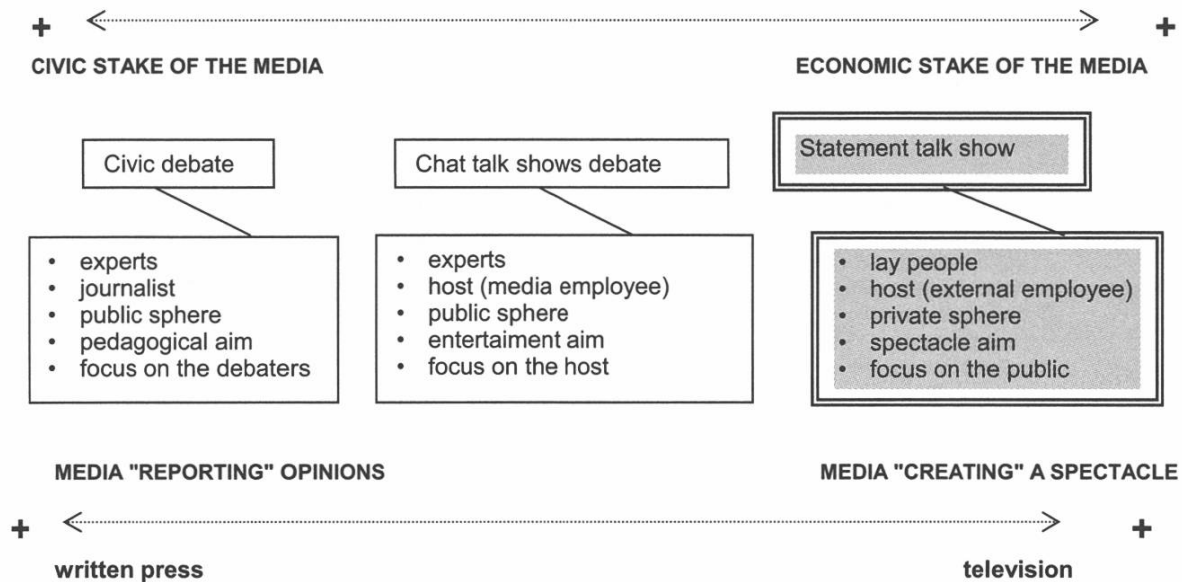 + +
CIVIC STAKE OF THE MEDIA
ECONOMIC STAKE OF THE MEDIA
Civic debate
Chat talk shows debate
Statement talk show
• experts
• journalist
• public sphere
• pedagogical aim
• focus on the debaters
• experts
• host (media employee)
• public sphere
• entertaiment aim
• focus on the host
• lay people
• host (external employee)
• private sphere
• spectacle aim
• focus on the public
MEDIA "REPORTING" OPINIONS
MEDIA "CREATING" A SPECTACLE
+ +
written press
television